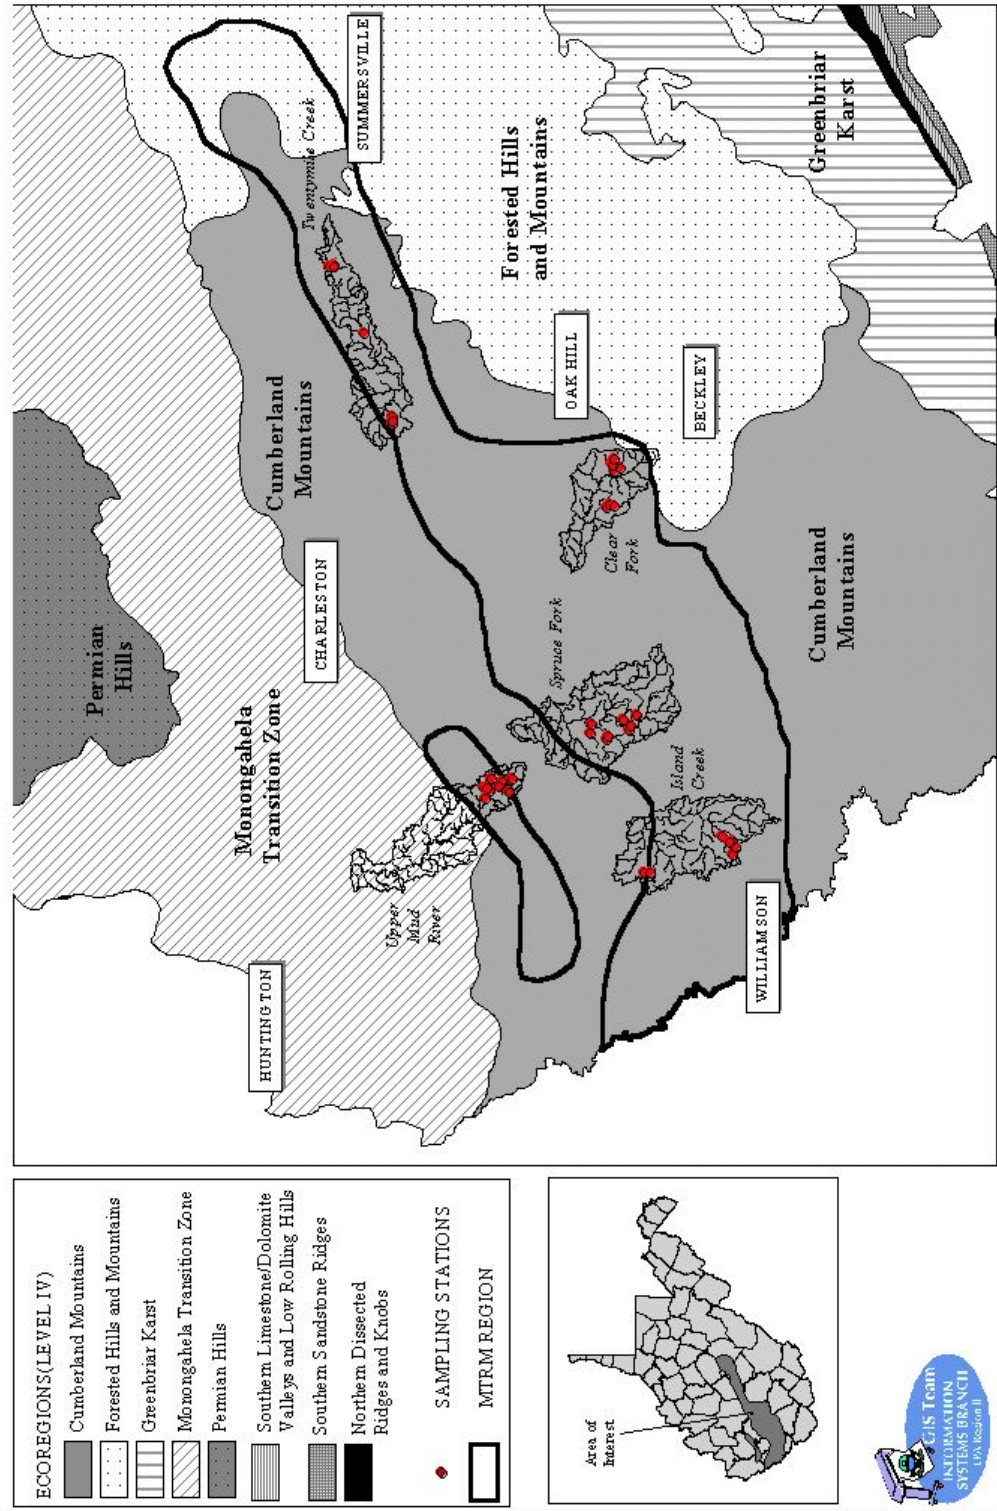 ECOREGIONS(LEVEL IV)
Cumberland Mountains
Forested Hills and Mountains
Greenbriar Karst
Monongahela Transition Zone
Permian Hills
Southern Limestone/Dolomite
Valleys and Low Rolling Hills
Southern Sandstone Ridges
Northern Dissected
Ridges and Knobs
SAMPLING STATIONS
MTRM REGION
Area of
Interest
GIS Team
INFORMATION
SYSTEMS BRANCH
EPA Region II
Permian
Hills
Monongahela
Transition Zone
HUNTINGTON
CHARLESTON
Cumberland
Mountains
Twentymile Creek
SUMMERSVILLE
Upper
Mud
River
Spruce Fork
Clear
Fork
OAK HILL
Forested Hills
and Mountains
Island
Creek
BECKLEY
WILLIAMSON
Cumberland
Mountains
Greenbriar
Karst